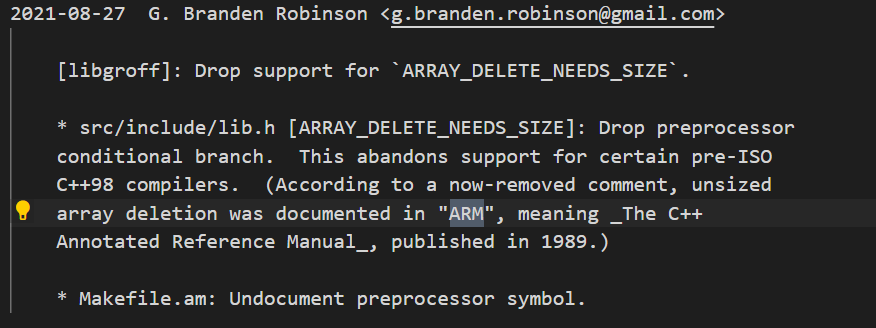 2021-08-27  G. Branden Robinson <g.branden.robinson@gmail.com>
[libgroff]: Drop support for `ARRAY_DELETE_NEEDS_SIZE`.
* src/include/lib.h [ARRAY_DELETE_NEEDS_SIZE]: Drop preprocessor
conditional branch.  This abandons support for certain pre-ISO
C++98 compilers.  (According to a now-removed comment, unsized
array deletion was documented in "ARM", meaning _The C++
Annotated Reference Manual_, published in 1989.)
* Makefile.am: Undocument preprocessor symbol.